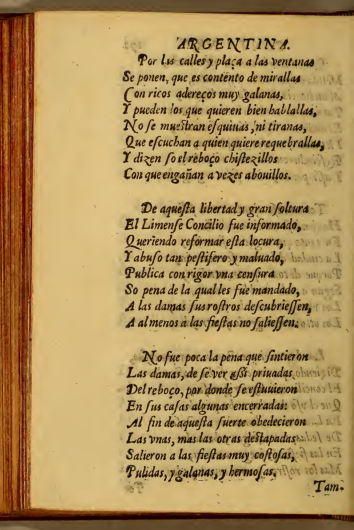 ARGENTINA.
Por las calles y plaça a las ventanas
Se ponen, que es contento de mirallas
Con ricos adereços muy galanas,
Y pueden los que quieren bien hablallas,
No se muestran esquiuas, ni tiranas,
Que escuchan a quien quiere requebrallas,
Y dizen so el reboço chistezillos
Con que engañan a vezes abouillos.
De aquesta libertad y gran soltura
El Limense Concilio fue informado,
Queriendo reformar esta locura,
Y abuso tan pestifero y maluado,
Publica con rigor vna censura
So pena de la qual les fue mandado,
A las damas sus rostros descubriessen,
A al menos a las fiestas no saliessen.
No fue poca la pena que sintieron
Las damas, de se ver assi priuadas
Del reboço, por donde se estuuieron
En sus casas algunas encerradas:
Al fin de aquesta suerte obedecieron
Las vnas, mas las otras destapadas
Salieron a las fiestas muy costosas,
Pulidas, y galanas, y hermosas.
Tam-